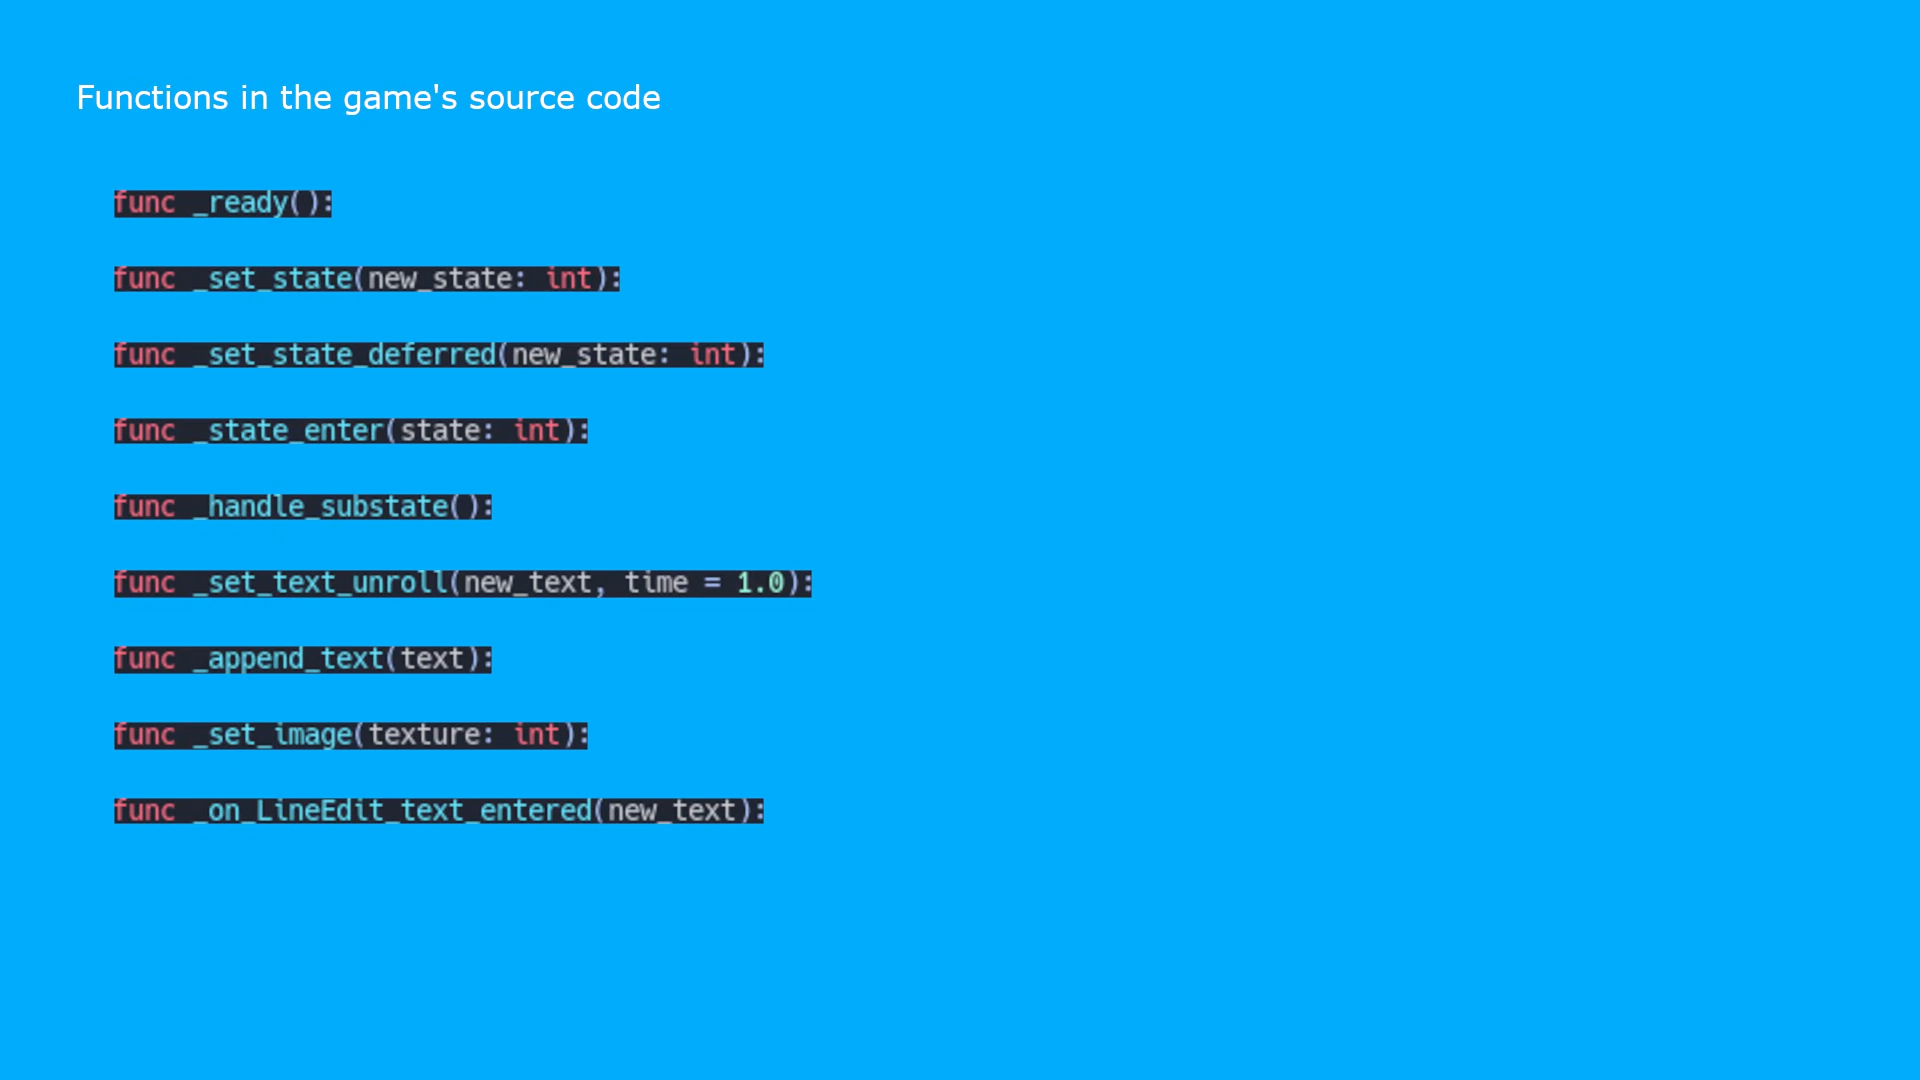 Functions in the game's source code
func _ready():
func _set_state(new_state: int):
func _set_state_deferred(new_state: int):
func _state_enter(state: int):
func _handle_substate():
func _set_text_unroll(new_text, time = 1.0):
func _append_text(text):
func _set_image(texture: int):
func _on_LineEdit_text_entered(new_text):